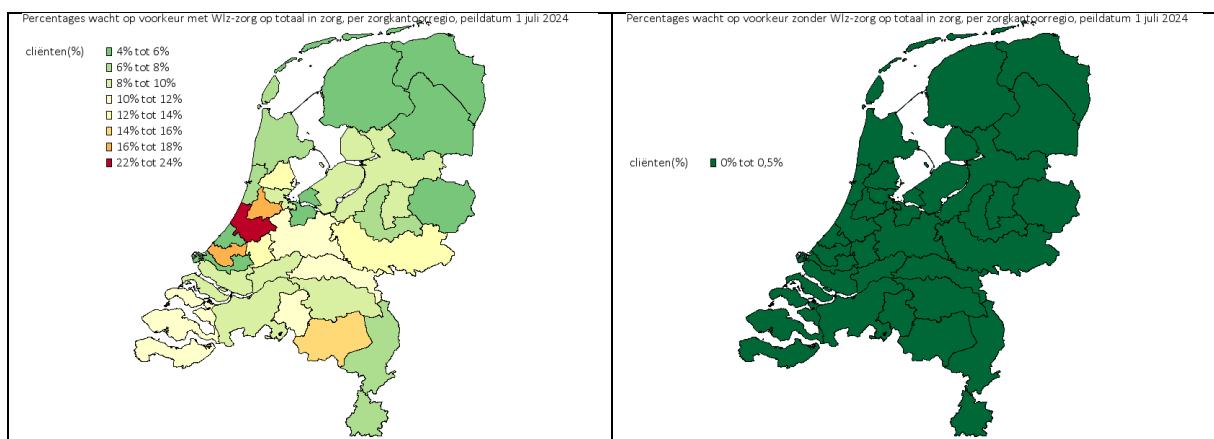 Percentages wacht op voorkeur met Wlz-zorg op totaal in zorg, per zorgkantoorregio, peildatum 1 juli 2024
cliënten(%)
4% tot 6%
6% tot 8%
8% tot 10%
10% tot 12%
12% tot 14%
14% tot 16%
16% tot 18%
22% tot 24%
Percentages wacht op voorkeur zonder Wlz-zorg op totaal in zorg, per zorgkantoorregio, peildatum 1 juli 2024
cliënten(%)
0% tot 0,5%